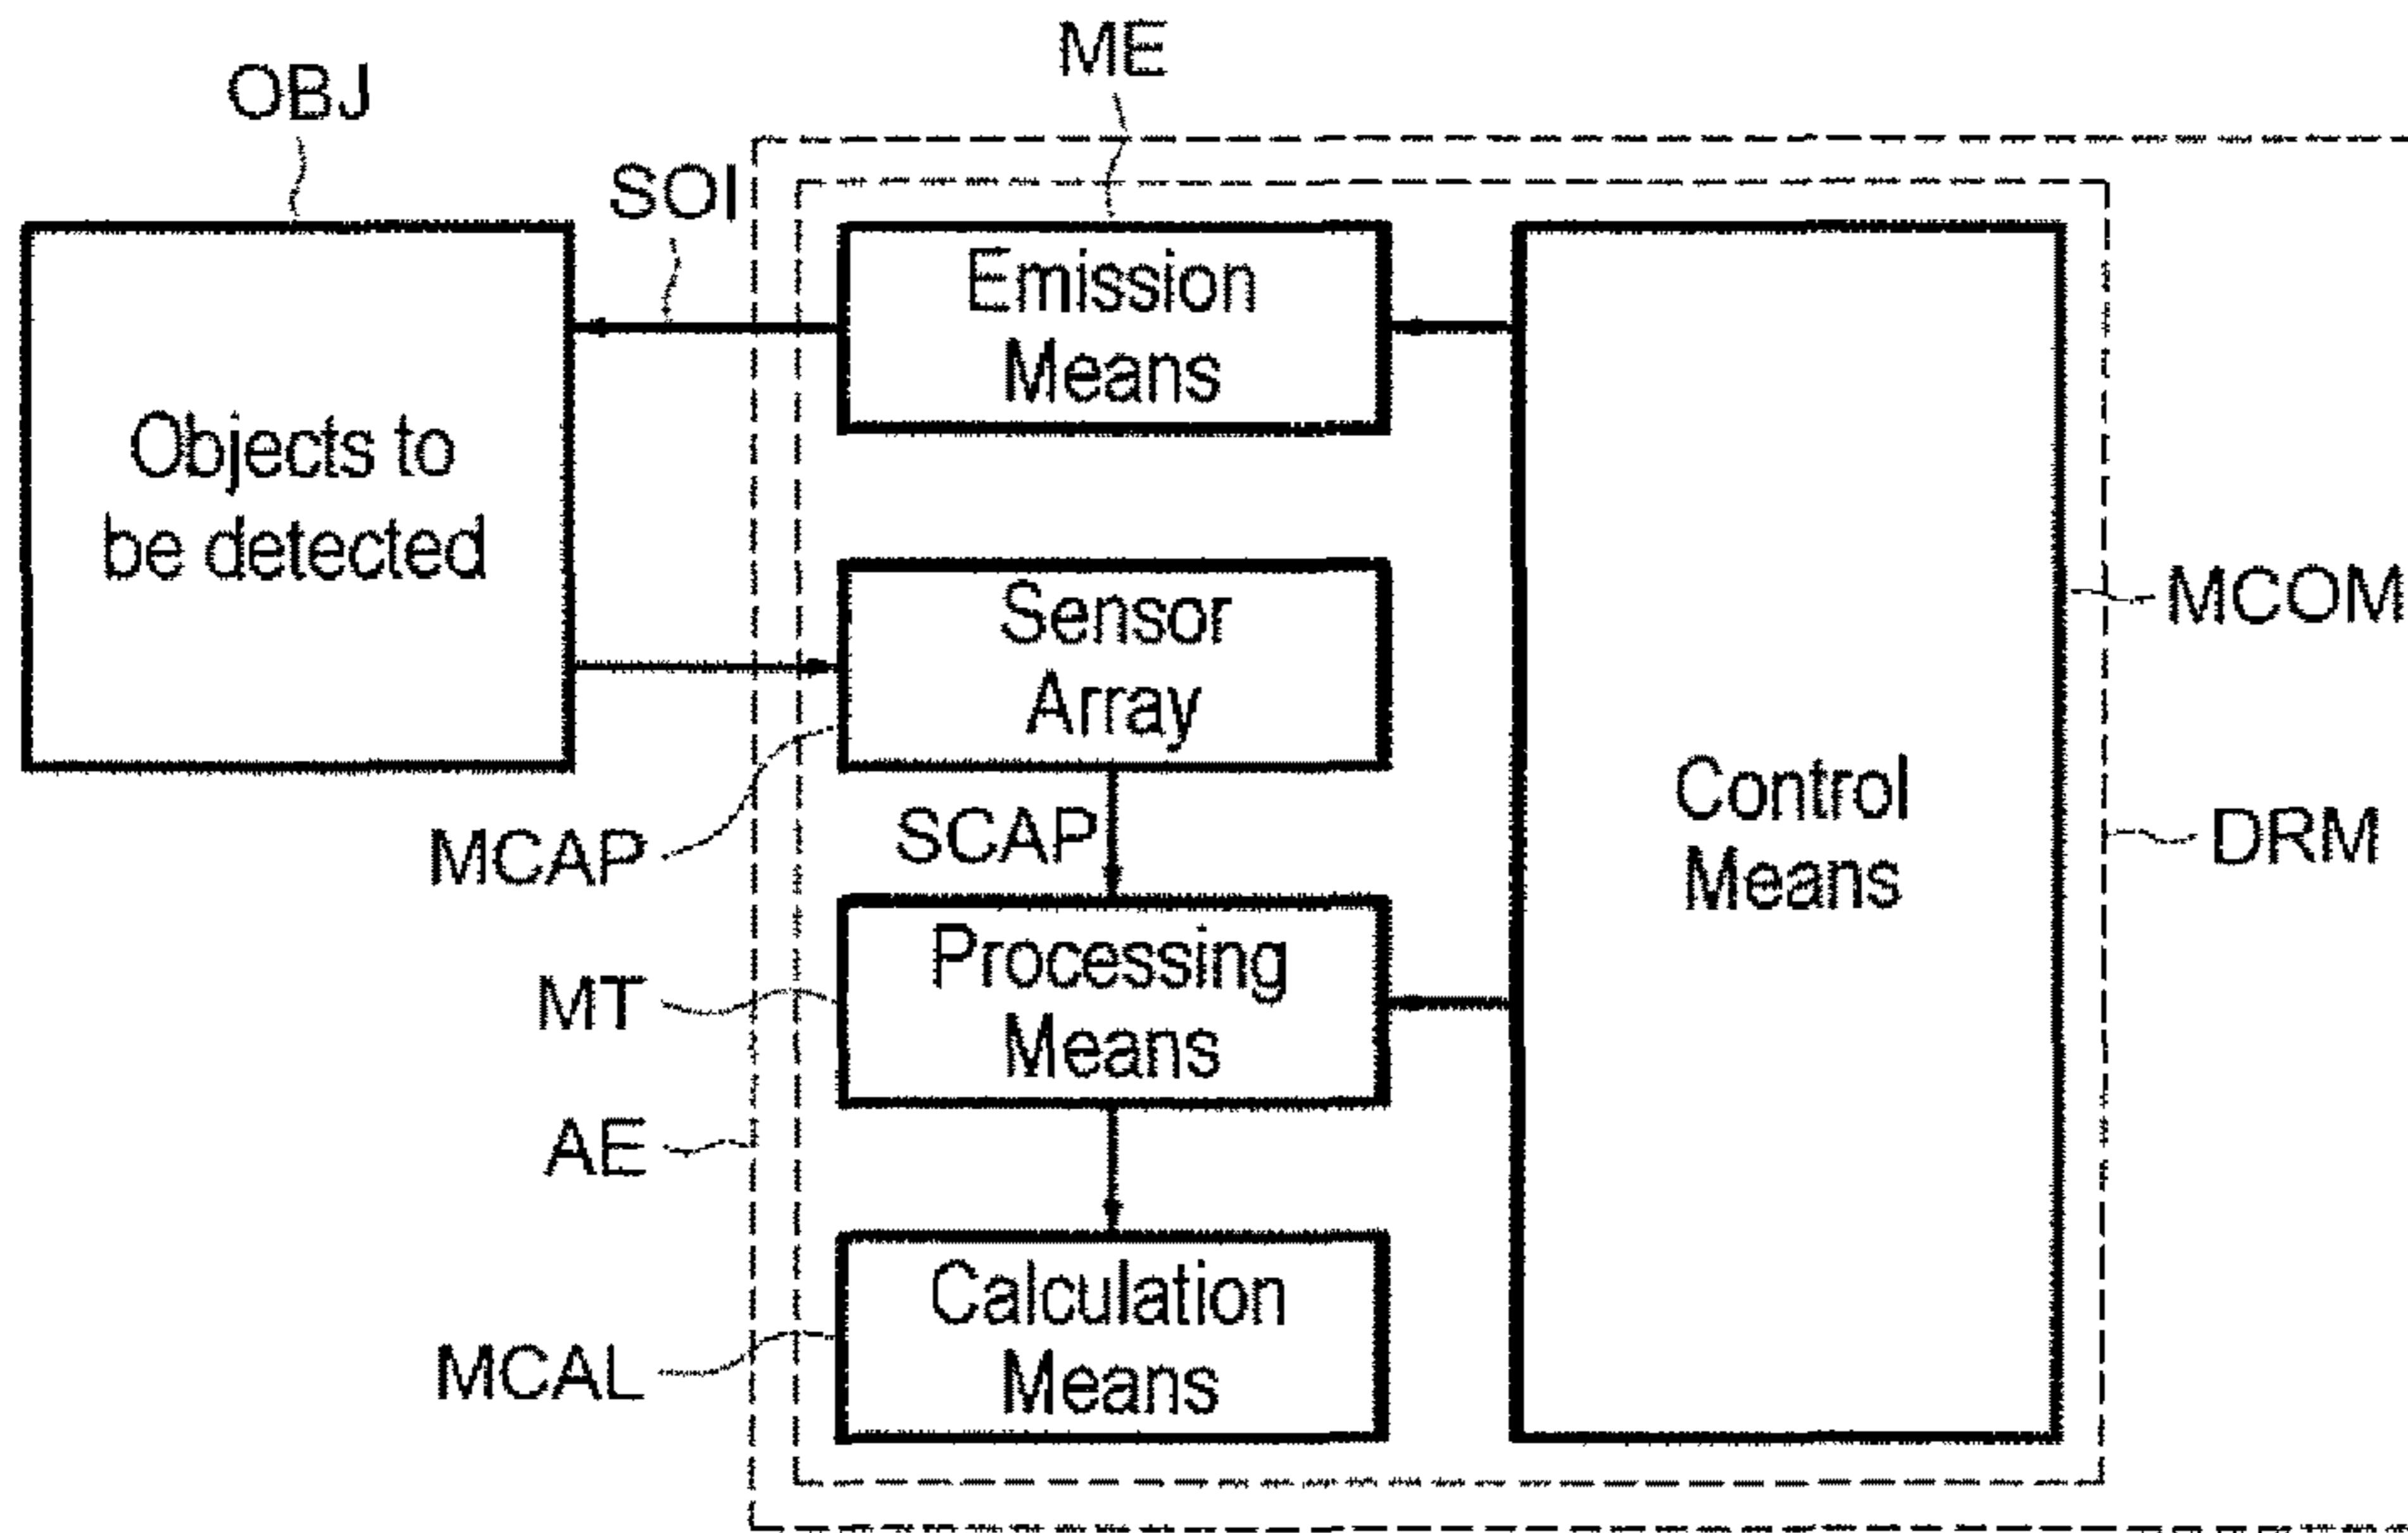 ME
OBJ
SOI
Emission
Means
Objects to
be detected
Sensor
Array
MCOM
Control
Means
MCAP
SCAP
DRM
Processing
Means
MT
AE
Calculation
Means
MCAL